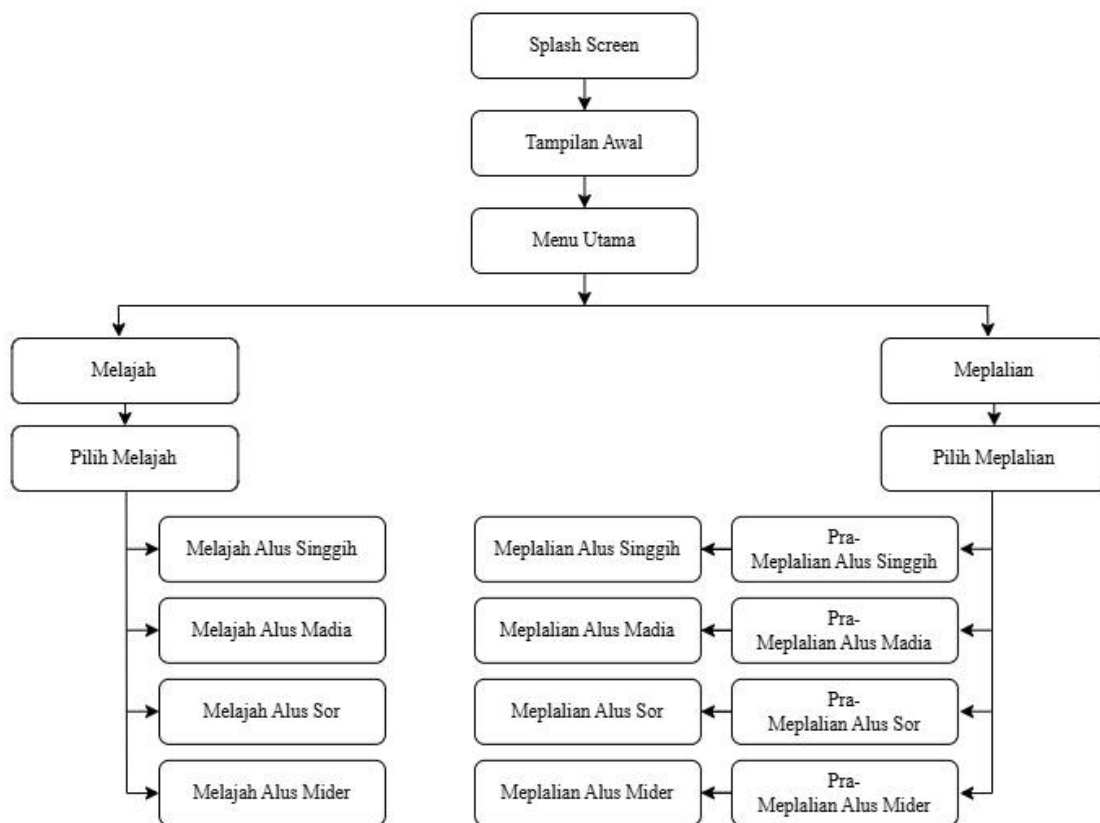 Splash Screen
Tampilan Awal
Menu Utama
Melajah
Meplalian
Pilih Melajah
Pilih Meplalian
Melajah Alus Singgih
Meplalian Alus Singgih
Pra-
Meplalian Alus Singgih
Melajah Alus Madia
Meplalian Alus Madia
Pra-
Meplalian Alus Madia
Melajah Alus Sor
Meplalian Alus Sor
Pra-
Meplalian Alus Sor
Melajah Alus Mider
Meplalian Alus Mider
Pra-
Meplalian Alus Mider